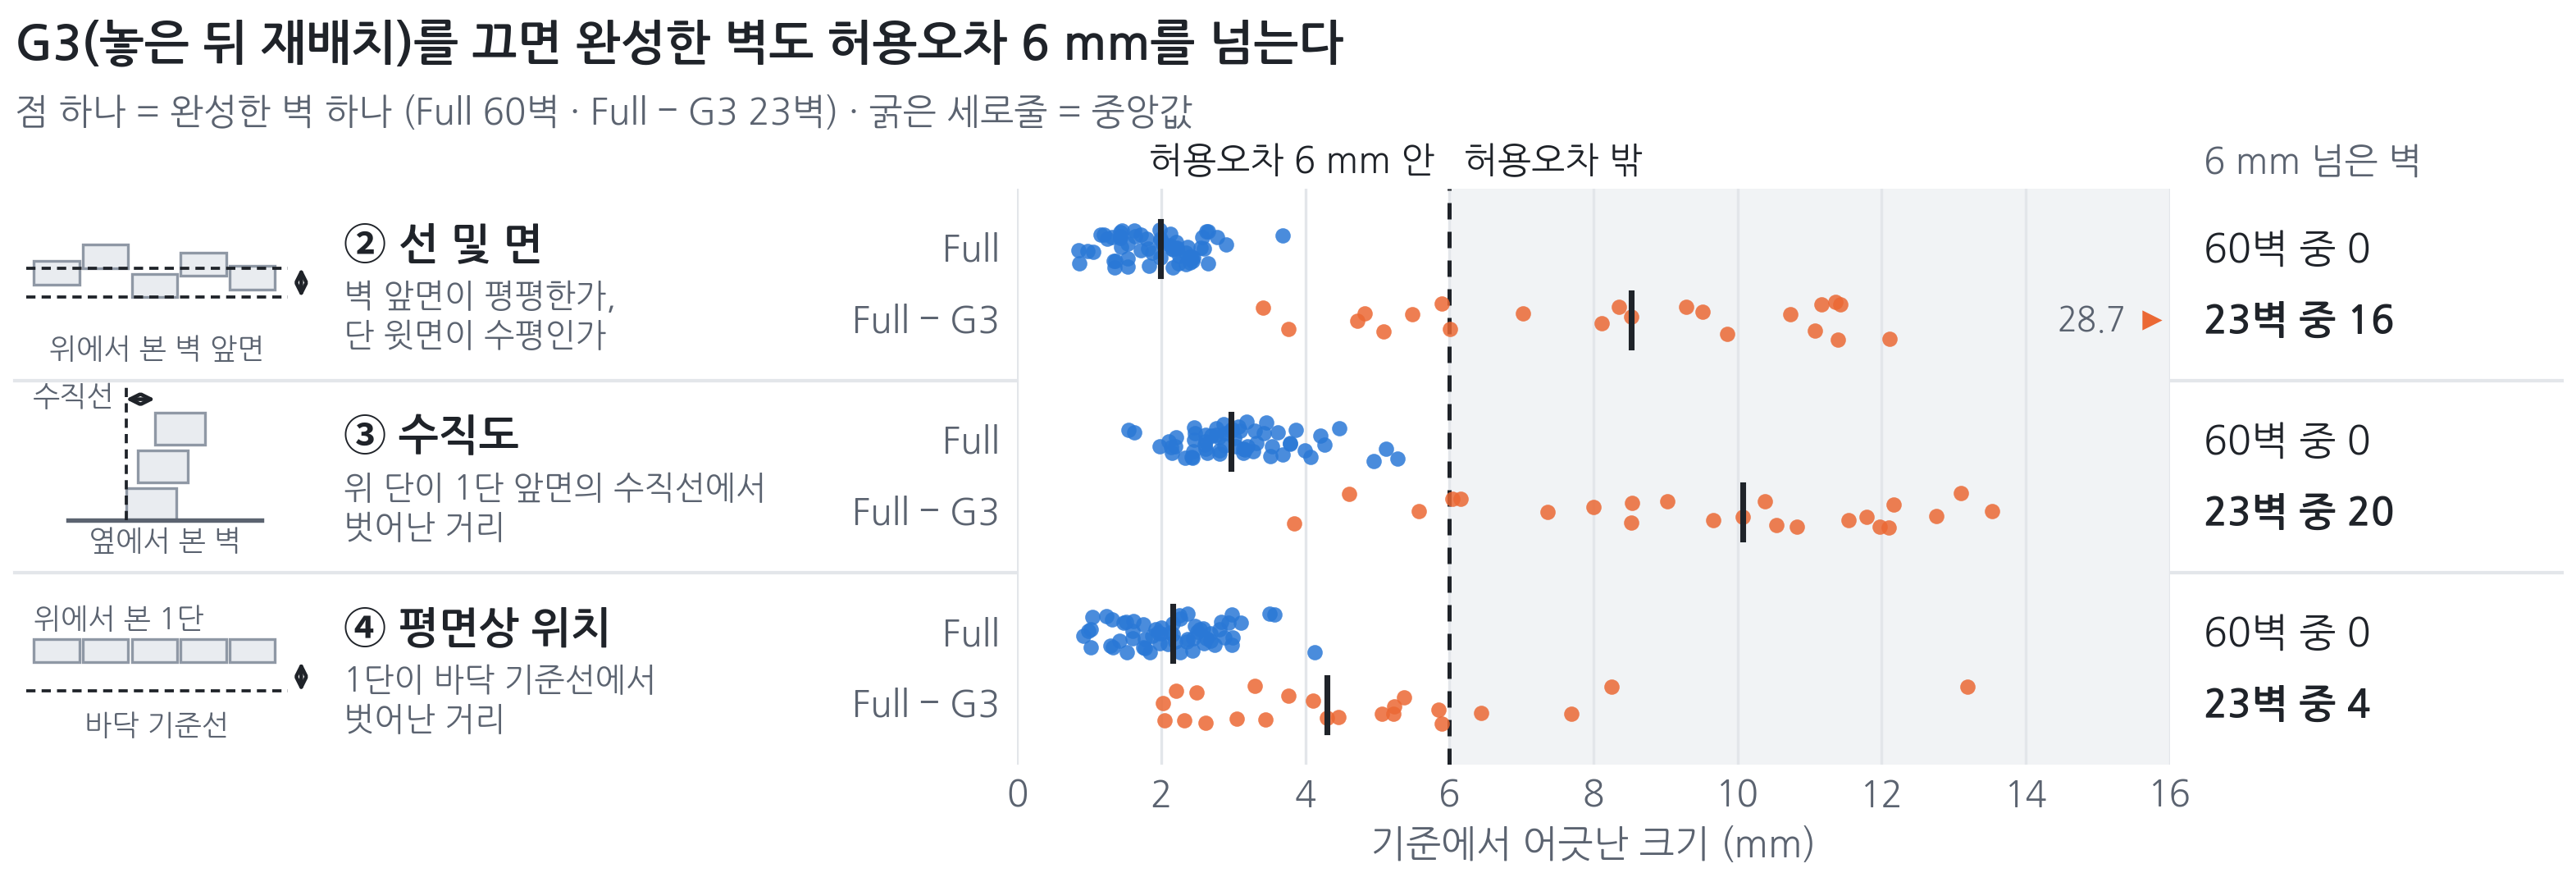 G3(놓은 뒤 재배치)를 끄면 완성한 벽도 허용오차 6 mm를 넘는다
점 하나 = 완성한 벽 하나 (Full 60벽 · Full − G3 23벽) · 굵은 세로줄 = 중앙값
허용오차 6 mm 안 허용오차 밖 6 mm 넘은 벽
② 선 및 면
벽 앞면이 평평한가,
단 윗면이 수평인가
위에서 본 벽 앞면
Full
60벽 중 0
Full − G3
28.7
23벽 중 16
수직선
③ 수직도
위 단이 1단 앞면의 수직선에서
벗어난 거리
옆에서 본 벽
Full
60벽 중 0
Full − G3
23벽 중 20
위에서 본 1단
④ 평면상 위치
1단이 바닥 기준선에서
벗어난 거리
바닥 기준선
Full
60벽 중 0
Full − G3
23벽 중 4
0 2 4 6 8 10 12 14 16
기준에서 어긋난 크기 (mm)